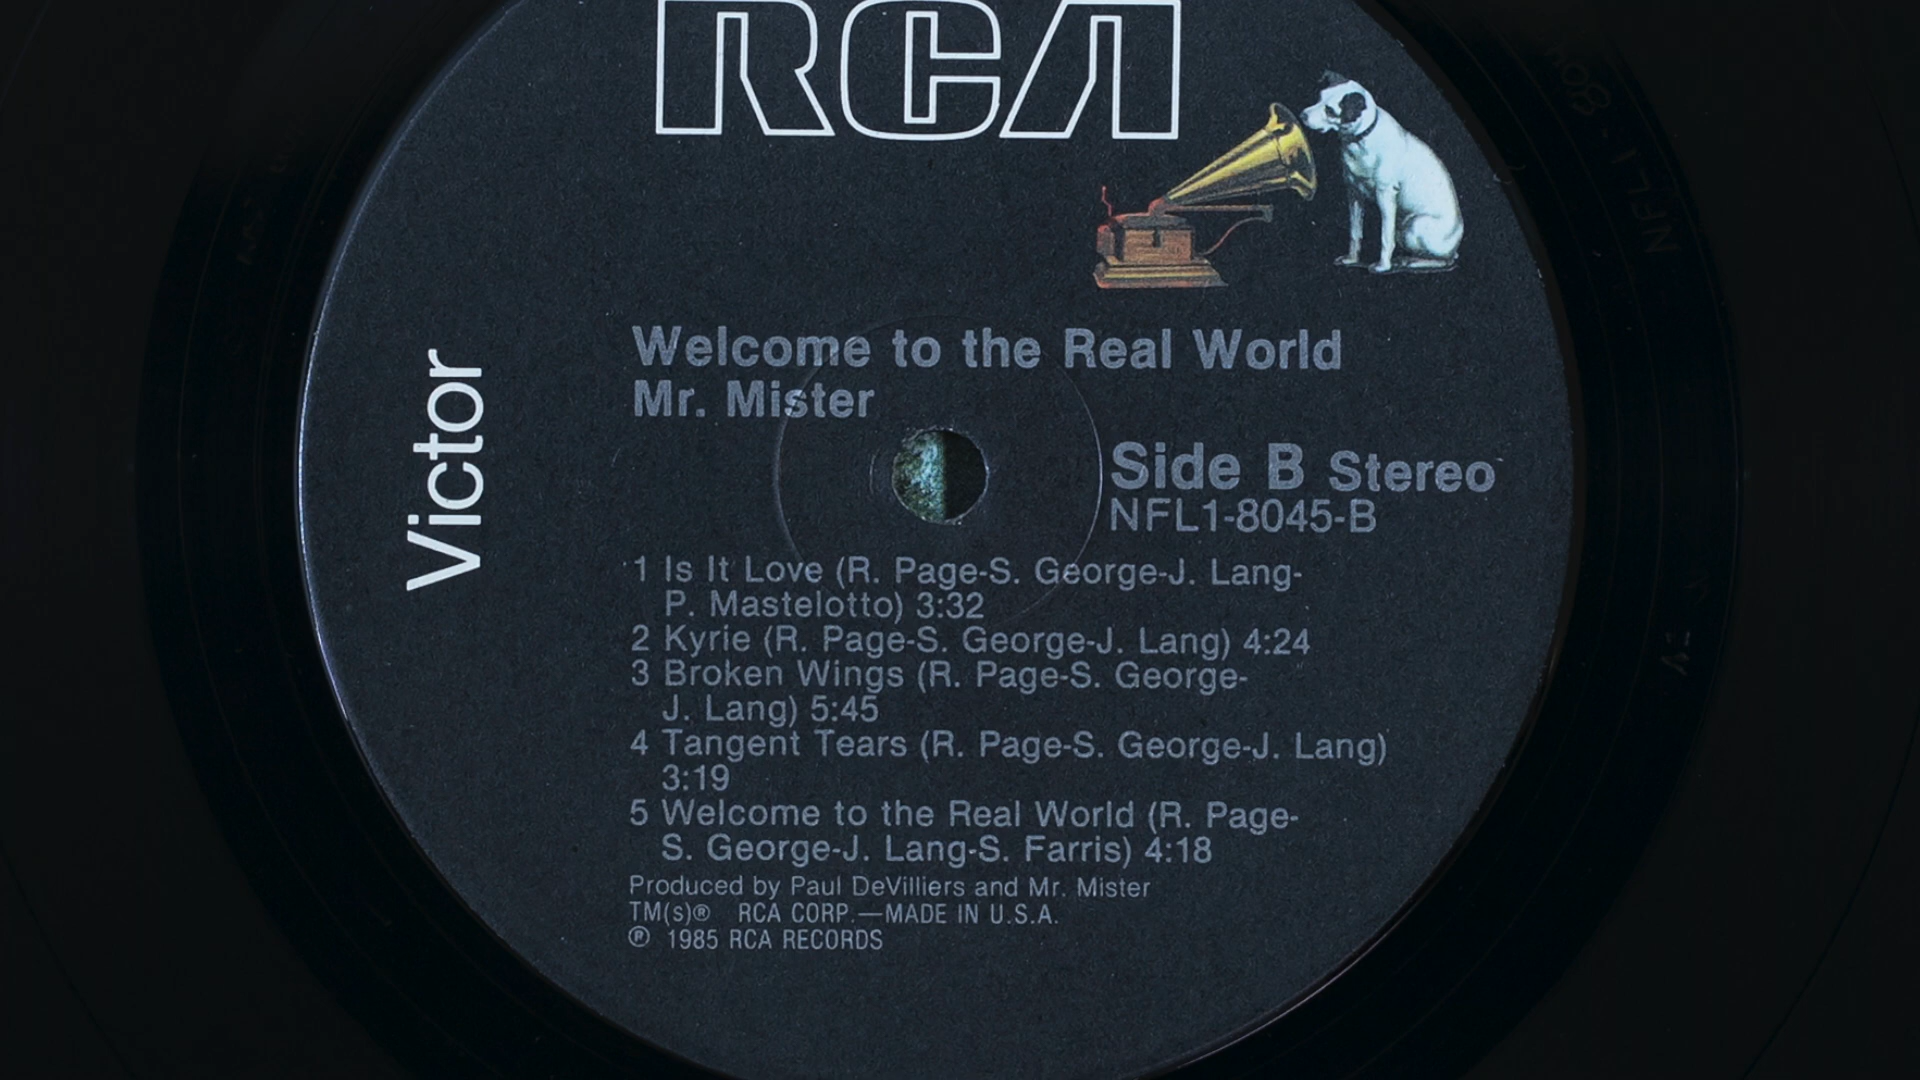 RCA
Victor
Welcome to the Real World
Mr. Mister
Side B Stereo
NFL1-8045-B
1 Is It Love (R. Page-S. George-J. Lang-
P. Mastelotto) 3:32
2 Kyrie (R. Page-S. George-J. Lang) 4:24
3 Broken Wings (R. Page-S. George-
J. Lang) 5:45
4 Tangent Tears (R. Page-S. George-J. Lang)
3:19
5 Welcome to the Real World (R. Page-
S. George-J. Lang-S. Farris) 4:18
Produced by Paul DeVilliers and Mr. Mister
TM(s)® RCA CORP.—MADE IN U.S.A.
℗ 1985 RCA RECORDS